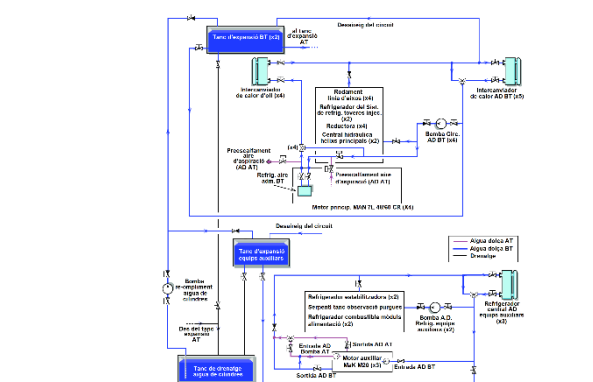 Desaireig del circuit
Tanc d'expansió BT (x2)
al tanc
d'expansió
AT
Intercanviador
de calor d'oli (x4)
Rodament
línia d'eixos (x4)
Refrigerador del Sist.
de refrig. toveres injec.
(x2)
Reductora (x4)
Central hidràulica
hèlixs principals (x2)
Intercanviador
de calor AD BT (x5)
Bomba Circ.
AD BT (x4)
(x4)
Preescalfament aire
d'aspiració
(AD AT)
Refrig. aire
adm. BT
Preescalfament aire
d'aspiració (AD AT)
Motor princip. MAN 7L 48/60 CR (X4)
Desaireig del circuit
Tanc d'expansió
equips auxiliars
Aigua dolça AT
Aigua dolça BT
Drenatge
Bomba
re-ompliment
aigua de
cilindres
Des del tanc
expansió
AT
Refrigerador estabilitzadors (x2)
Serpentí tanc observació purgues
Refrigerador combustible mòduls
alimentació (x2)
Bomba A.D.
Refrig. equips
auxiliars (x2)
Refrigerador
central AD
equips auxiliars
(x3)
Entrada AD
Bomba AT
Sortida AD AT
Motor auxiliar
MaK M20 (x3)
Entrada AD BT
Sortida AD BT
Tanc de drenatge
aigua de cilindres